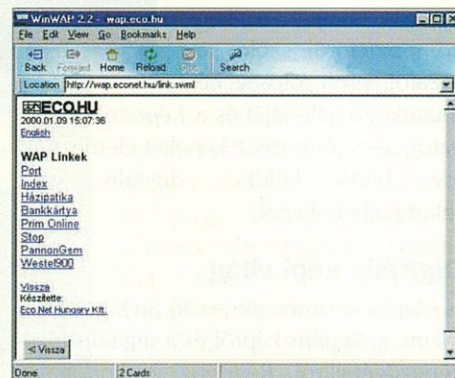 WinWAP 2.2 - wap.eco.hu
File Edit View Go Bookmarks Help
Back Forward Home Reload Stop Search
Location http://wap.econet.hu/link.swml
ECO.HU
2000.01.09 15:07:36
English
WAP Linkek
Port
Index
Házipatika
Bankkártya
Prim Online
Stop
PannonGsm
Westel900
Vissza
Készítette:
Eco.Net Hungary Kft.
< Vissza
Done 2 Cards